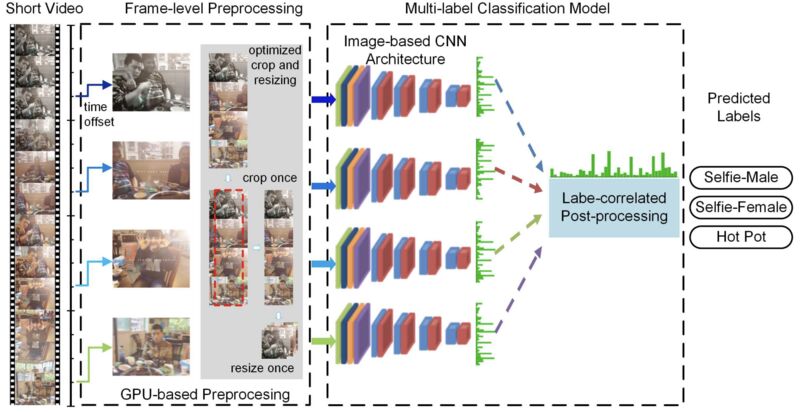 Short Video
Frame-level Preprocessing
Multi-label Classification Model
time
offset
optimized
crop and
resizing
crop once
resize once
GPU-based Preprocesing
Image-based CNN
Architecture
Labe-correlated
Post-processing
Predicted
Labels
Selfie-Male
Selfie-Female
Hot Pot